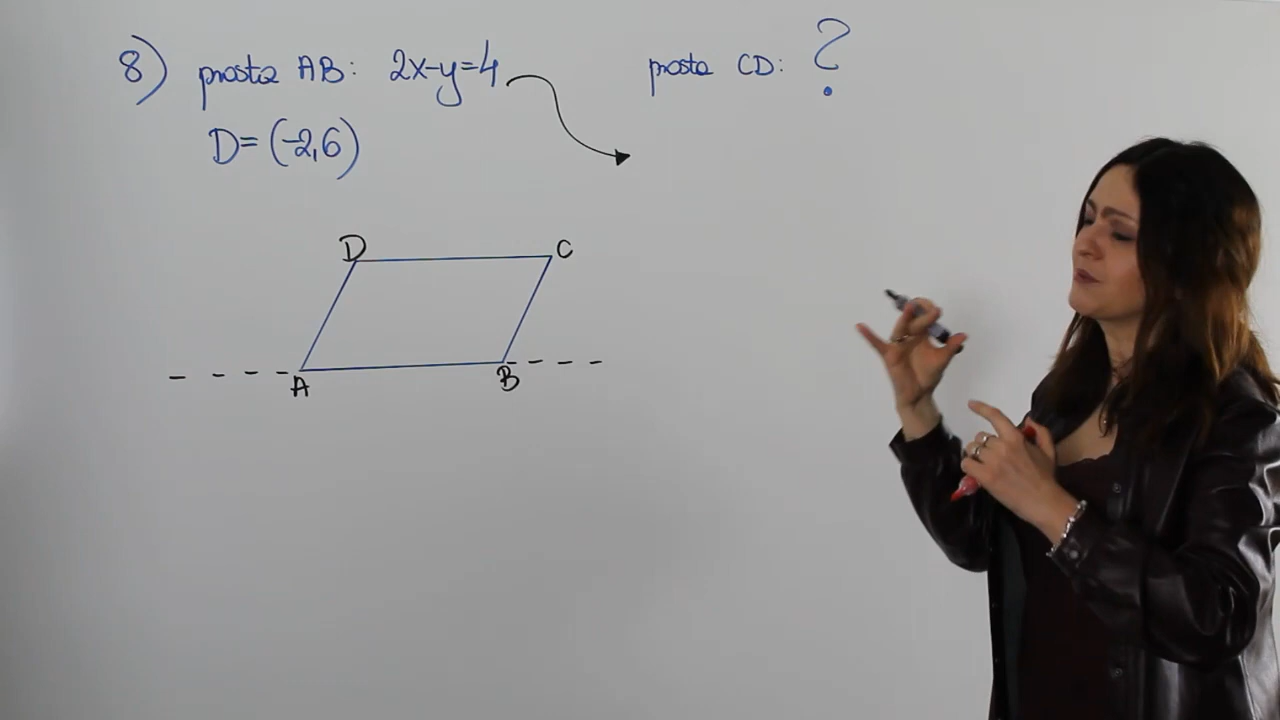 8) prosta AB: 2x-y=4
prosta CD: ?
D=(-2,6)
D
C
A
B